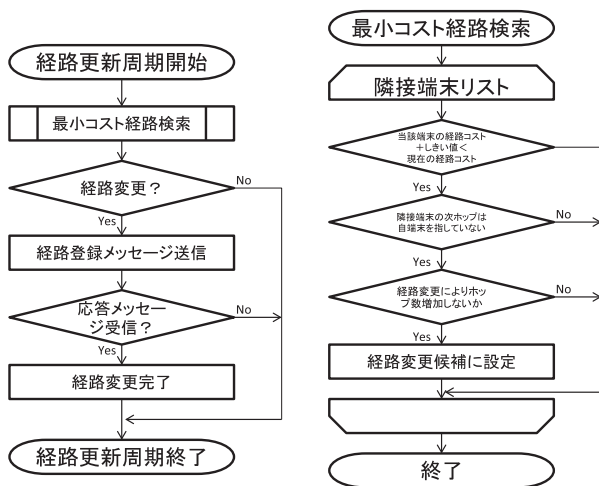 経路更新周期開始
最小コスト経路検索
経路変更？
No
Yes
経路登録メッセージ送信
応答メッセー
ジ受信？
No
Yes
経路変更完了
経路更新周期終了
最小コスト経路検索
隣接端末リスト
当該端末の経路コスト
＋しきい値＜
現在の経路コスト
Yes
隣接端末の次ホップは
自端末を指していない
No
Yes
経路変更によりホッ
プ数増加しないか
No
Yes
経路変更候補に設定
終了